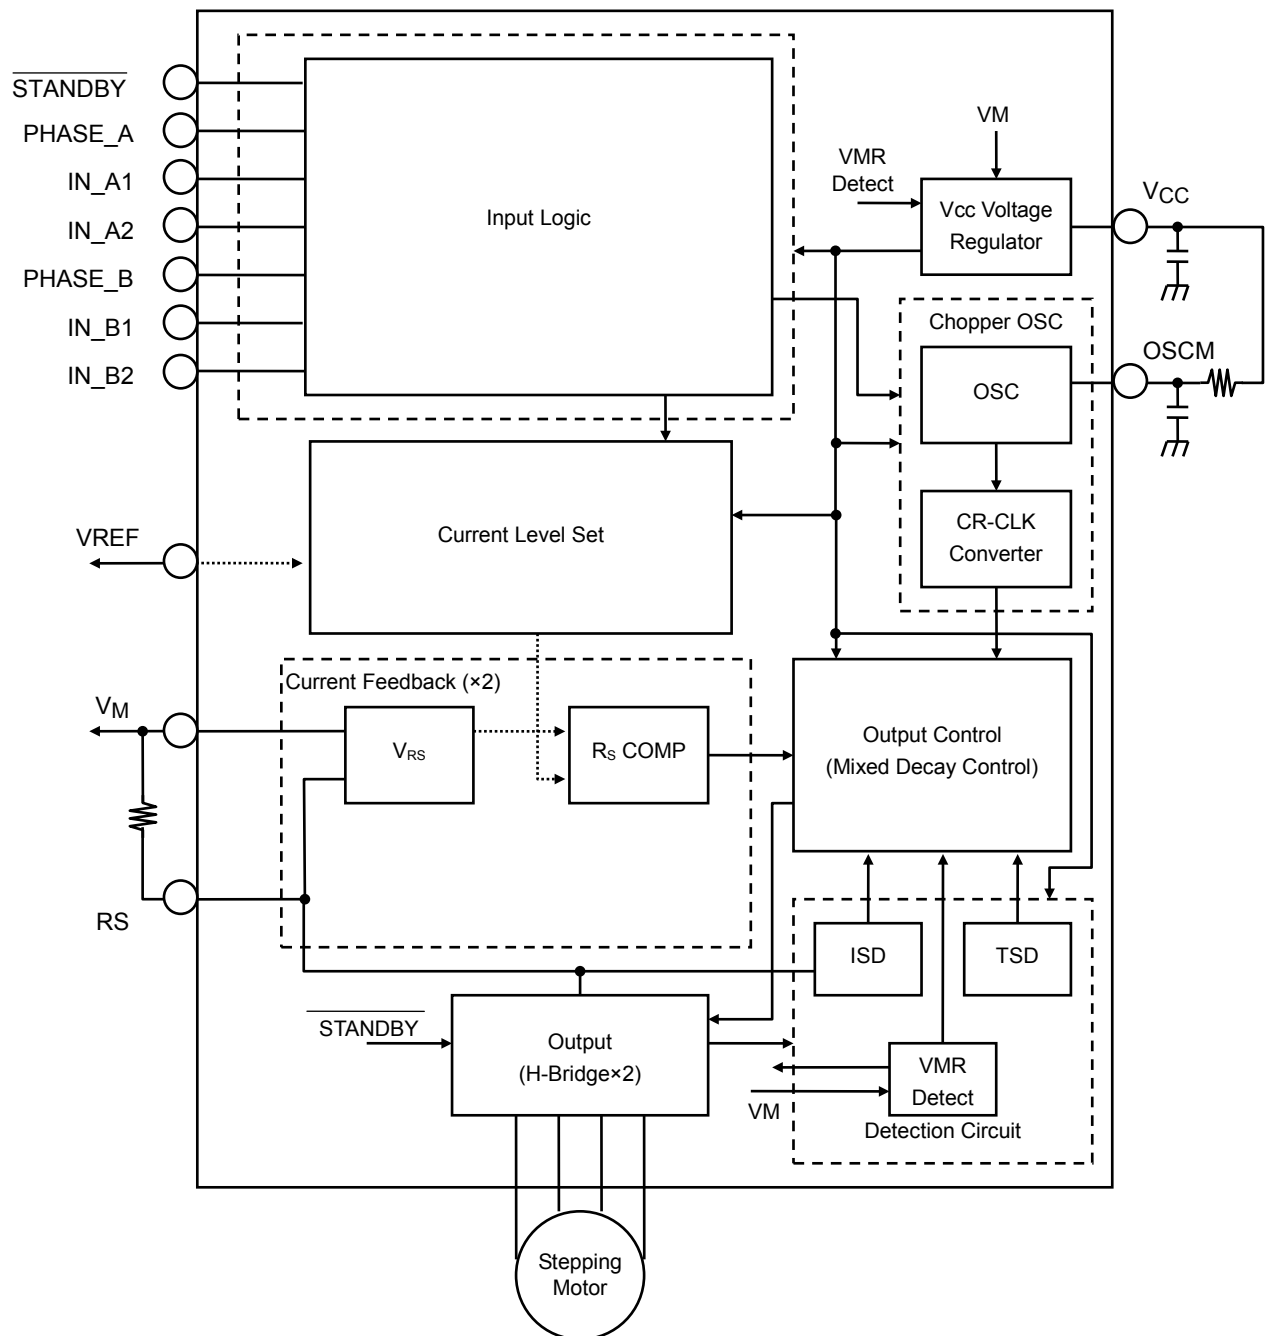 STANDBY
PHASE_A
IN_A1
IN_A2
PHASE_B
IN_B1
IN_B2
Input Logic
VM
VMR
Detect
Vcc Voltage
Regulator
VCC
Chopper OSC
OSC
OSCM
CR-CLK
Converter
VREF
Current Level Set
Current Feedback (×2)
VM
VRS
RS COMP
Output Control
(Mixed Decay Control)
RS
ISD
TSD
STANDBY
Output
(H-Bridge×2)
VMR
Detect
VM
Detection Circuit
Stepping
Motor